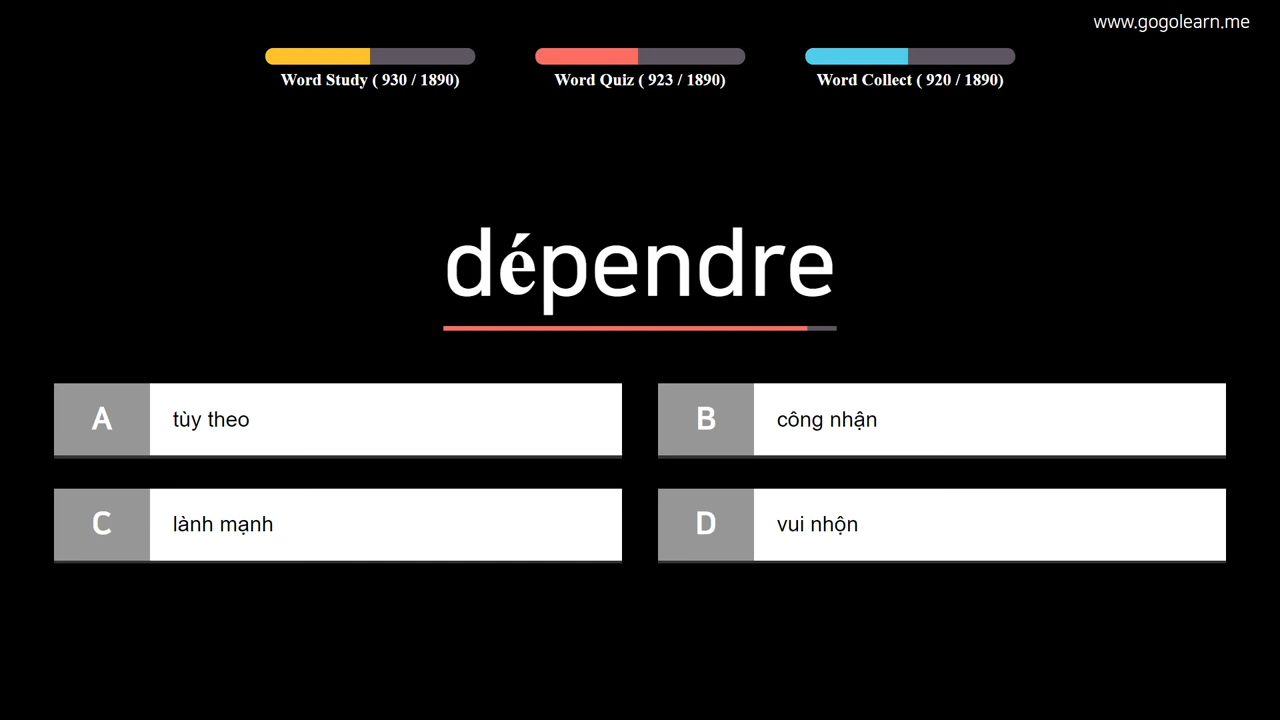 www.gogolearn.me
Word Study ( 930 / 1890)
Word Quiz ( 923 / 1890)
Word Collect ( 920 / 1890)
dépendre
A tùy theo
B công nhận
C lành mạnh
D vui nhộn